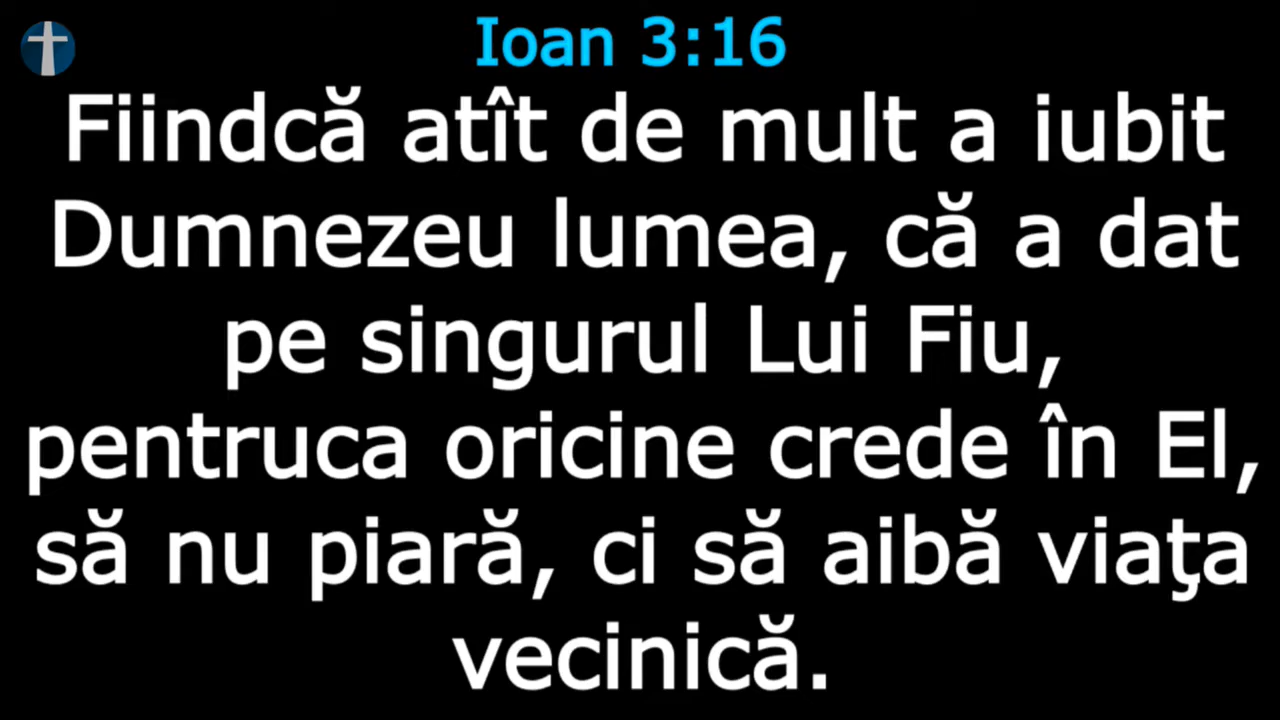 Ioan 3:16
Fiindcă atît de mult a iubit
Dumnezeu lumea, că a dat
pe singurul Lui Fiu,
pentruca oricine crede în El,
să nu piară, ci să aibă viaţa
vecinică.